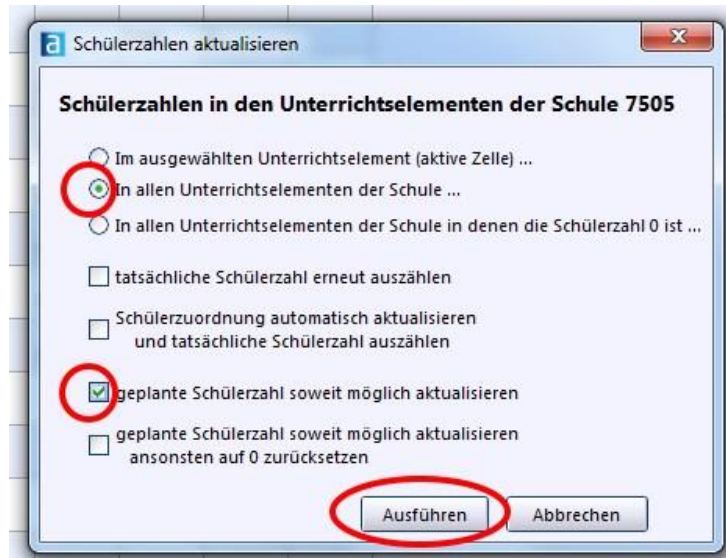 a Schülerzahlen aktualisieren
Schülerzahlen in den Unterrichtselementen der Schule 7505
Im ausgewählten Unterrichtselement (aktive Zelle) ...
In allen Unterrichtselementen der Schule ...
In allen Unterrichtselementen der Schule in denen die Schülerzahl 0 ist ...
tatsächliche Schülerzahl erneut auszählen
Schülerzuordnung automatisch aktualisieren
und tatsächliche Schülerzahl auszählen
geplante Schülerzahl soweit möglich aktualisieren
geplante Schülerzahl soweit möglich aktualisieren
ansonsten auf 0 zurücksetzen
Ausführen Abbrechen